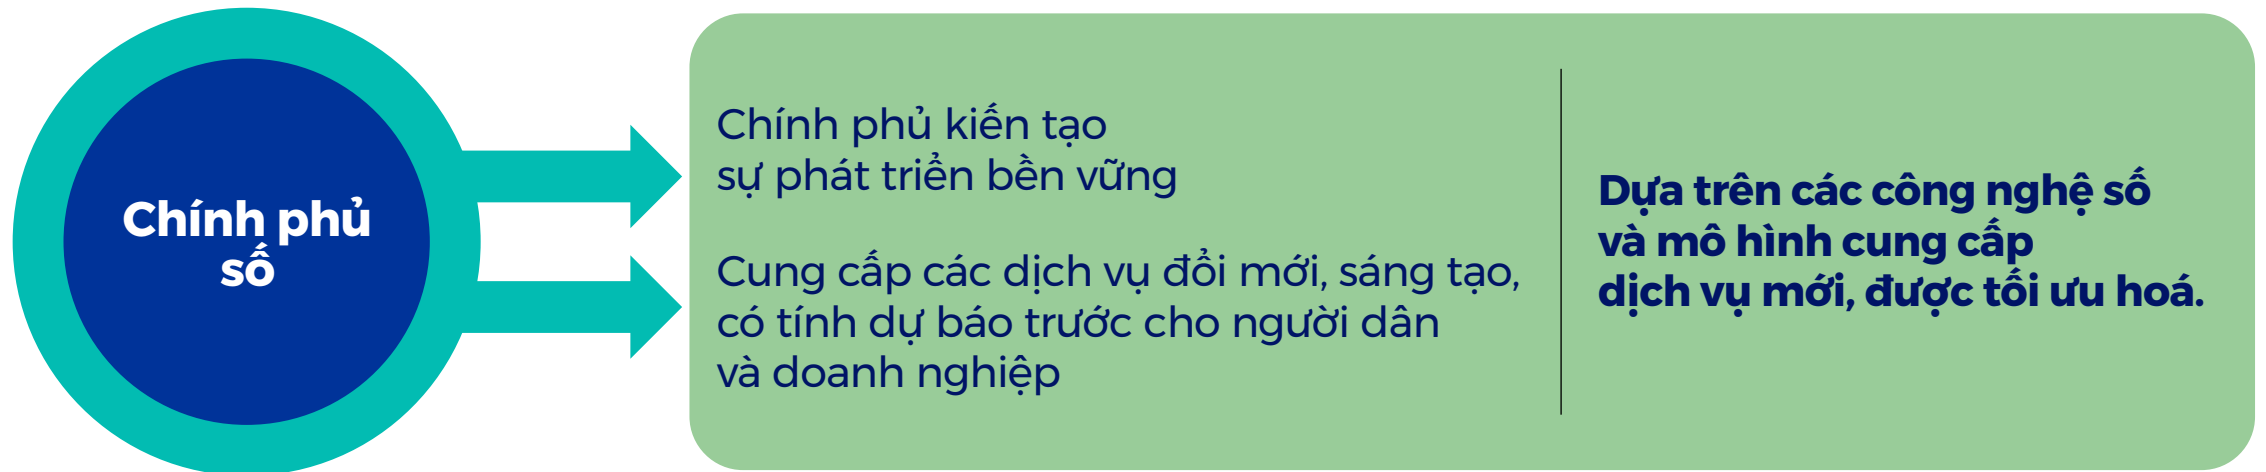 Chính phủ
số
Chính phủ kiến tạo
sự phát triển bền vững
Cung cấp các dịch vụ đổi mới, sáng tạo,
có tính dự báo trước cho người dân
và doanh nghiệp
Dựa trên các công nghệ số
và mô hình cung cấp
dịch vụ mới, được tối ưu hoá.